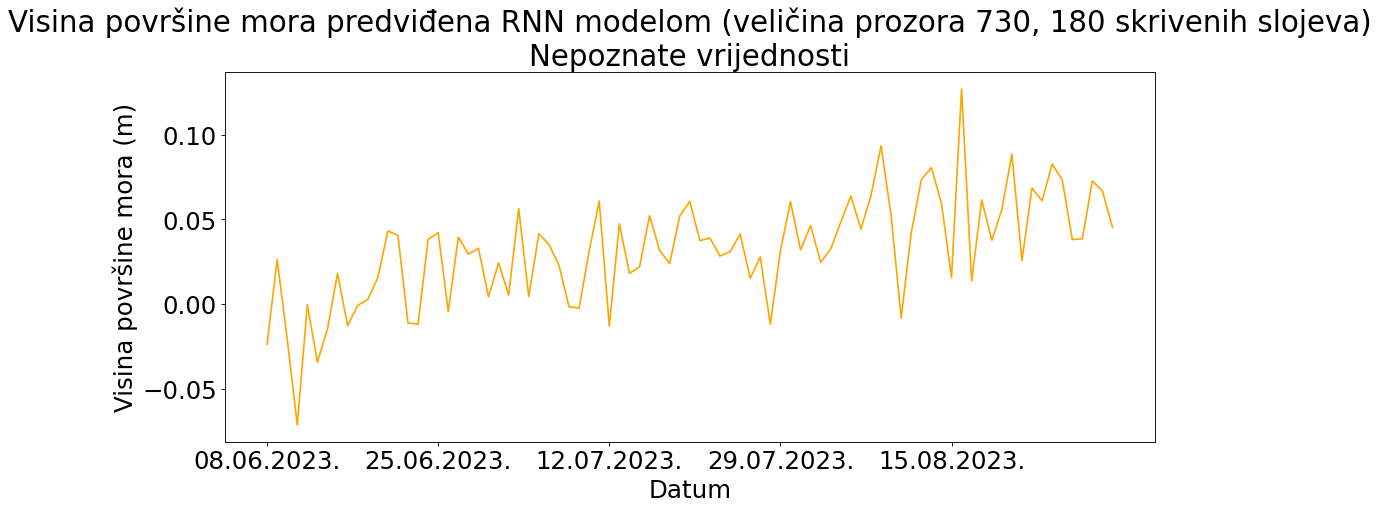 Visina površine mora predviđena RNN modelom (veličina prozora 730, 180 skrivenih slojeva)
Nepoznate vrijednosti
Visina površine mora (m)
0.10
0.05
0.00
−0.05
08.06.2023. 25.06.2023. 12.07.2023. 29.07.2023. 15.08.2023.
Datum